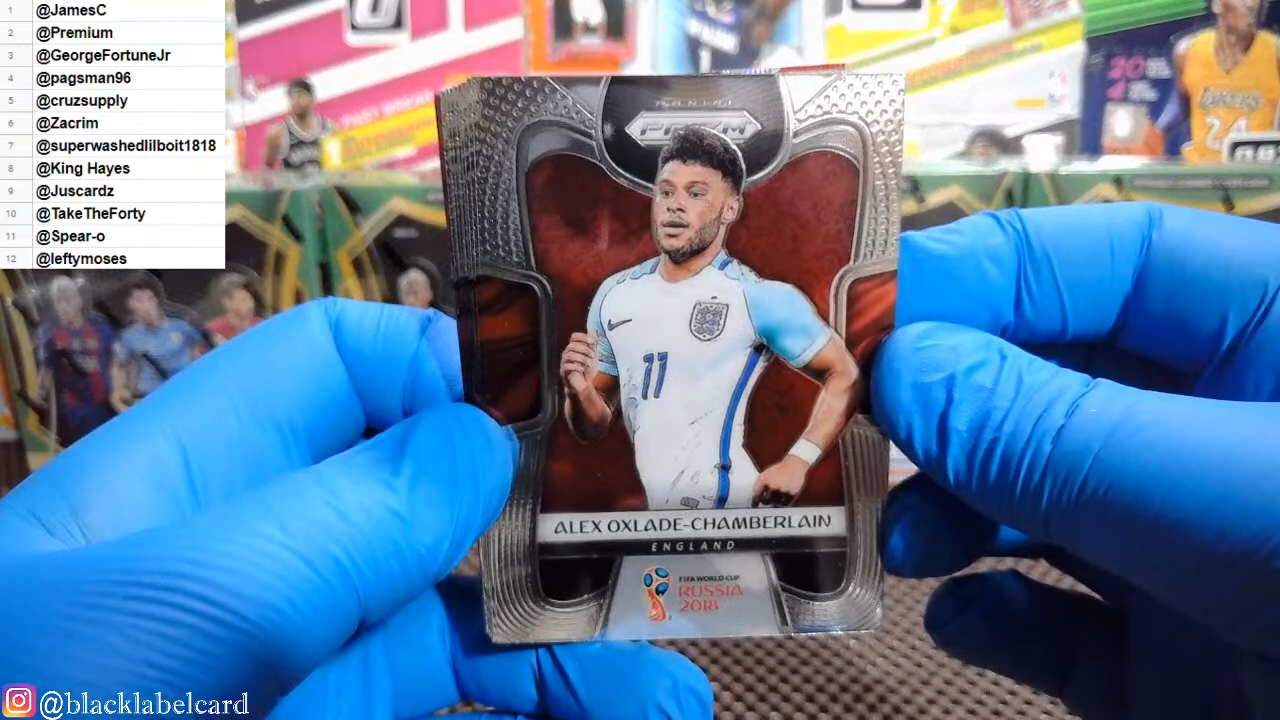 1 @JamesC
2 @Premium
3 @GeorgeFortuneJr
4 @pagsman96
5 @cruzsupply
6 @Zacrim
7 @superwashedlilboit1818
8 @King Hayes
9 @Juscardz
10 @TakeTheForty
11 @Spear-o
12 @leftymoses
20
LAKERS
24
PANINI
PRIZM
11
ALEX OXLADE-CHAMBERLAIN
ENGLAND
FIFA WORLD CUP
RUSSIA
2018
@blacklabelcard